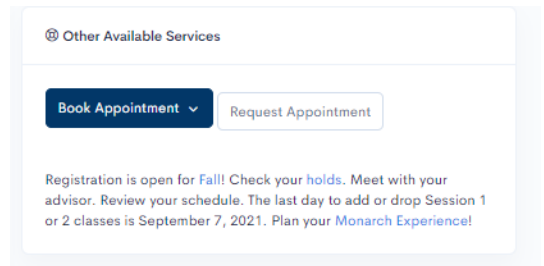 Other Available Services
Book Appointment
Request Appointment
Registration is open for Fall! Check your holds. Meet with your
advisor. Review your schedule. The last day to add or drop Session 1
or 2 classes is September 7, 2021. Plan your Monarch Experience!